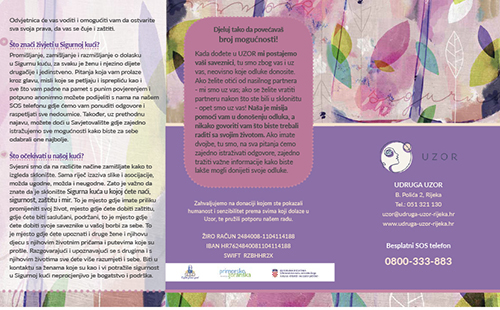 Odvjetnica će vas voditi i omogućiti vam da ostvarite
sva svoja prava, da vas se čuje i zaštiti.
Što znači živjeti u Sigurnoj kući?
Promišljanje, zamišljanje i razmišljanje o dolasku
u Sigurnu kuću, za svaku je ženu i njezino dijete
drugačije i jedinstveno. Pitanja koja vam prolaze
kroz glavu, misli koje se petljaju i isprepliću kao i
sve što vam padne na pamet s punim povjerenjem i
potpuno anonimno možete podijeliti s nama na našem
SOS telefonu gdje ćemo vam ponuditi odgovore i
raspetljati sve nedoumice. Također, uz prethodnu
najavu, možete doći u Savjetovalište gdje zajedno
istražujemo sve mogućnosti kako biste za sebe
odabrali one najbolje.
Što očekivati u našoj kući?
Svjesni smo da na različite načine zamišljate kako to
izgleda sklonište. Sama riječ izaziva slike i asocijacije,
možda ugodne, možda i neugodne. Zato je važno da
znate da je sklonište Sigurna kuća u kojoj ćete naći,
sigurnost, zaštitu i mir. To je mjesto gdje imate priliku
promijeniti svoj život, mjesto gdje ćete dobiti zaštitu,
gdje ćete biti saslušani, podržani, to je mjesto gdje
ćete dobiti svoje saveznike u vašoj borbi za sebe. To
je mjesto gdje ćete upoznati i druge žene i njihovu
djecu s njihovim životnim pričama i putevima koje su
prošle. Razgovarajući i upoznavajući se s drugima i s
njihovim životima sve ćete više razumjeti i sebe. Biti u
kontaktu sa ženama koje su kao i vi potražile sigurnost
u Sigurnoj kući neprocjenjivo je bogatstvo i podrška.
Djeluj tako da povećavaš
broj mogućnosti!
Kada dođete u UZOR mi postajemo
vaši saveznici, tu smo zbog vas i uz
vas, neovisno koje odluke donosite.
Ako želite otići od nasilnog partnera
- mi smo uz vas; ako se želite vratiti
partneru nakon što ste bili u skloništu
- opet smo uz vas! Naša je misija
pomoći vam u donošenju odluka, a
nikako govoriti vam što biste trebali
raditi sa svojim životom. Ako imate
dvojbe, tu smo, na sva pitanja ćemo
zajedno istraživati odgovore, zajedno
tražiti važne informacije kako biste
lakše mogli donijeti svoje odluke.
Zahvaljujemo na donaciji kojom ste pokazali
humanost i senzibilitet prema svima koji dolaze u
Uzor, te pružili potporu našem radu.
ŽIRO RAČUN 2484008-1104114188
IBAN HR7624840081104114188
SWIFT RZBHHR2X
primorsko
goranska
UZOR
UDRUGA UZOR
B. Polića 2, Rijeka
Tel.: 051 321 130
uzor@udruga-uzor-rijeka.hr
www.udruga-uzor-rijeka.hr
Besplatni SOS telefon
0800-333-883